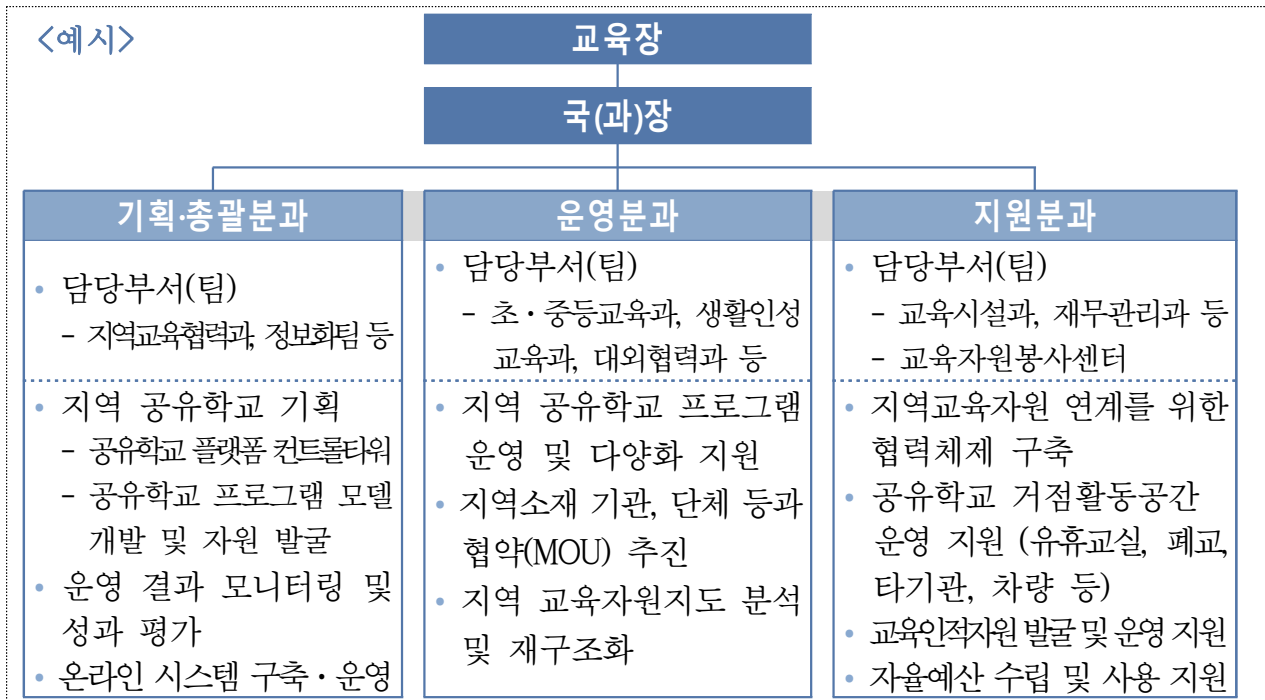 <예시>
교육장
국(과)장
기획·총괄분과
• 담당부서(팀)
- 지역교육협력과, 정보화팀 등
• 지역 공유학교 기획
- 공유학교 플랫폼 컨트롤타워
- 공유학교 프로그램 모델
개발 및 자원 발굴
• 운영 결과 모니터링 및
성과 평가
• 온라인 시스템 구축·운영
운영분과
• 담당부서(팀)
- 초·중등교육과, 생활인성
교육과, 대외협력과 등
• 지역 공유학교 프로그램
운영 및 다양화 지원
• 지역소재 기관, 단체 등과
협약(MOU) 추진
• 지역 교육자원지도 분석
및 재구조화
지원분과
• 담당부서(팀)
- 교육시설과, 재무관리과 등
- 교육자원봉사센터
• 지역교육자원 연계를 위한
협력체제 구축
• 공유학교 거점활동공간
운영 지원 (유휴교실, 폐교,
타기관, 차량 등)
• 교육인적자원 발굴 및 운영 지원
• 자율예산 수립 및 사용 지원